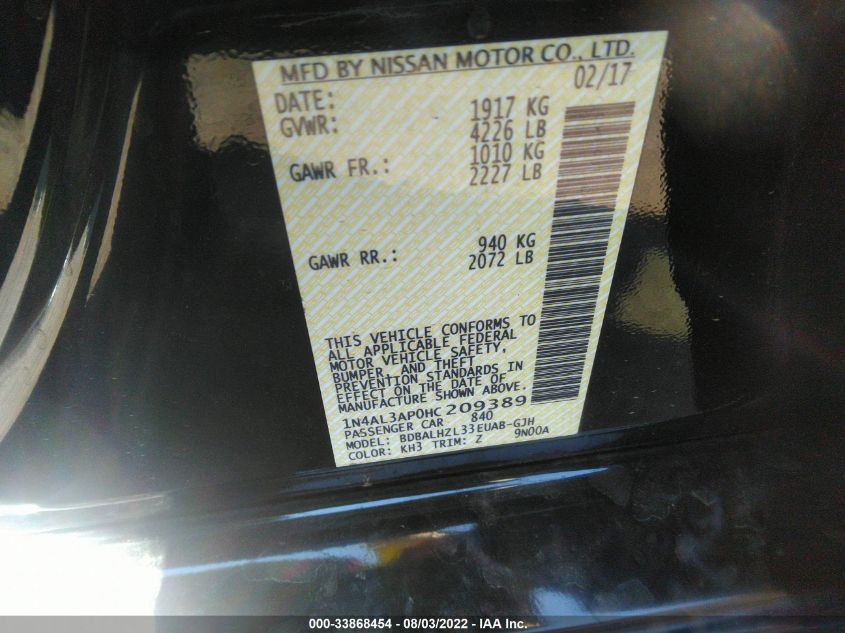 MFD BY NISSAN MOTOR CO., LTD.
DATE: 02/17
GVWR: 1917 KG
4226 LB
GAWR FR.: 1010 KG
2227 LB
GAWR RR.: 940 KG
2072 LB
THIS VEHICLE CONFORMS TO
ALL APPLICABLE FEDERAL
MOTOR VEHICLE SAFETY,
BUMPER, AND THEFT
PREVENTION STANDARDS IN
EFFECT ON THE DATE OF
MANUFACTURE SHOWN ABOVE.
1N4AL3AP0HC209389
PASSENGER CAR 840
MODEL: BDBALHZL33EUAB-GJH
COLOR: KH3 TRIM: Z 9N00A
000-33868454 - 08/03/2022 - IAA Inc.